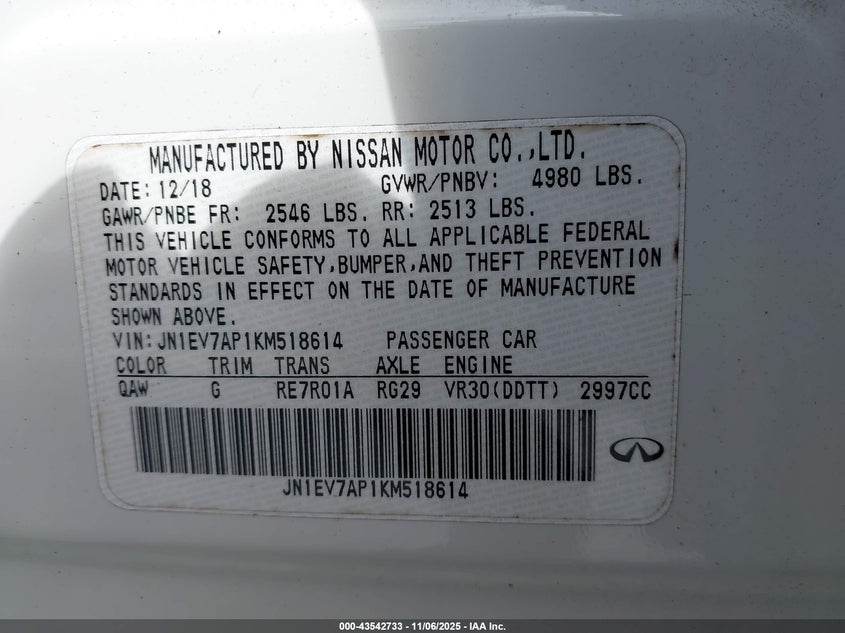 MANUFACTURED BY NISSAN MOTOR CO.,LTD.
DATE: 12/18 GVWR/PNBV: 4980 LBS.
GAWR/PNBE FR: 2546 LBS. RR: 2513 LBS.
THIS VEHICLE CONFORMS TO ALL APPLICABLE FEDERAL
MOTOR VEHICLE SAFETY,BUMPER,AND THEFT PREVENTION
STANDARDS IN EFFECT ON THE DATE OF MANUFACTURE
SHOWN ABOVE.
VIN: JN1EV7AP1KM518614 PASSENGER CAR
COLOR TRIM TRANS AXLE ENGINE
QAW G RE7R01A RG29 VR30(DDTT) 2997CC
JN1EV7AP1KM518614
000-43542733 - 11/06/2025 - IAA Inc.